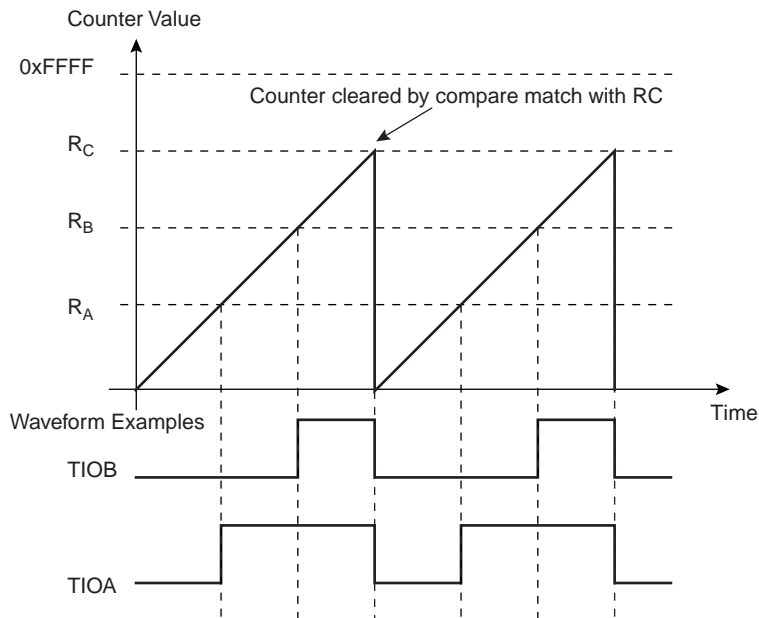 Counter Value
0xFFFF
Counter cleared by compare match with RC
RC
RB
RA
Time
Waveform Examples
TIOB
TIOA